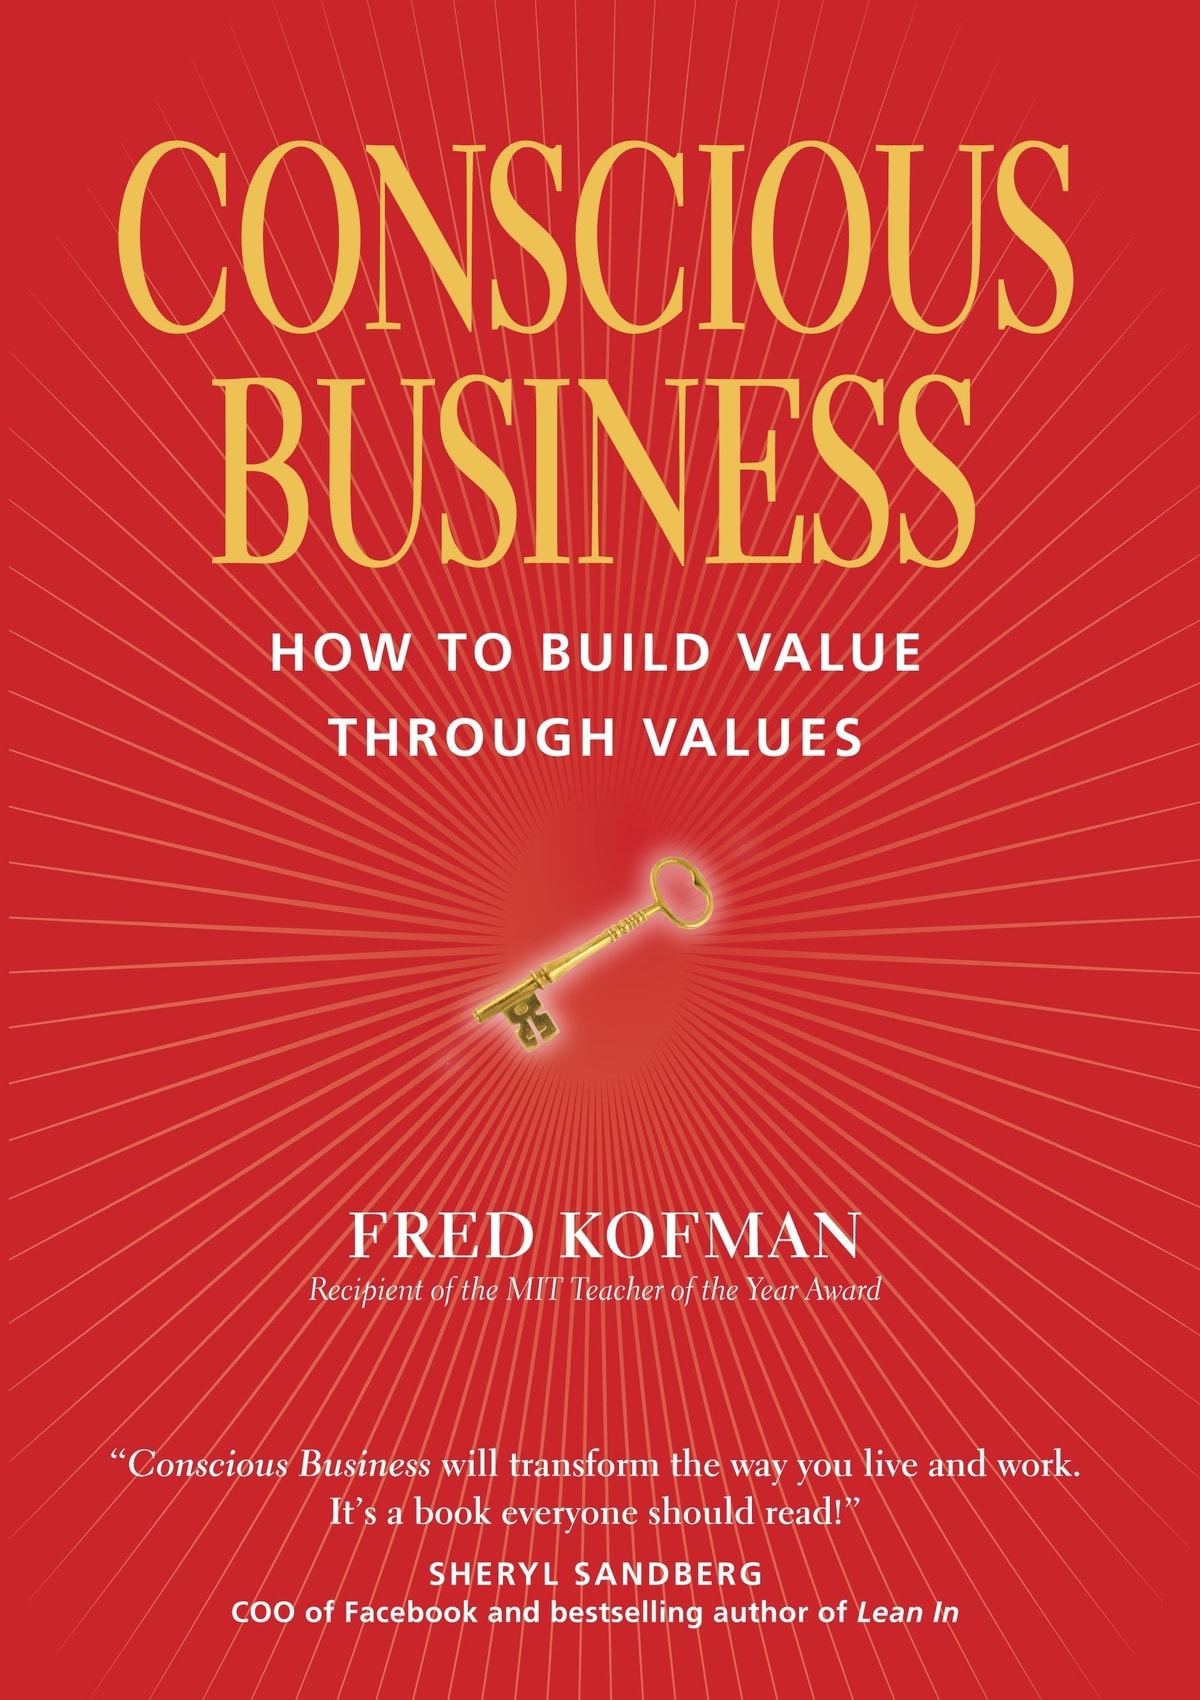 CONSCIOUS
BUSINESS
HOW TO BUILD VALUE
THROUGH VALUES
FRED KOFMAN
Recipient of the MIT Teacher of the Year Award
“Conscious Business will transform the way you live and work.
It’s a book everyone should read!”
SHERYL SANDBERG
COO of Facebook and bestselling author of Lean In